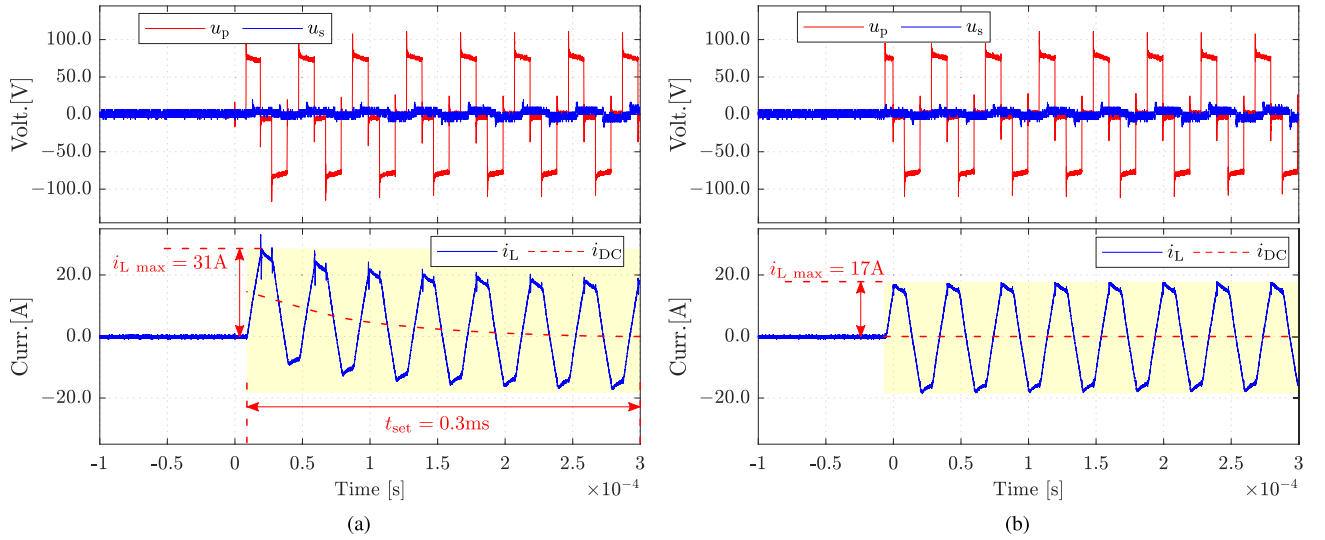 u_p u_s
100.0
50.0
0.0
−50.0
−100.0
Volt.[V]
i_L i_DC
i_L max = 31A
20.0
0.0
−20.0
Curr.[A]
t_set = 0.3ms
-1 -0.5 0 0.5 1 1.5 2 2.5 3
Time [s] ×10⁻⁴
(a)
u_p u_s
100.0
50.0
0.0
−50.0
−100.0
Volt.[V]
i_L i_DC
i_L max = 17A
20.0
0.0
−20.0
Curr.[A]
-1 -0.5 0 0.5 1 1.5 2 2.5 3
Time [s] ×10⁻⁴
(b)